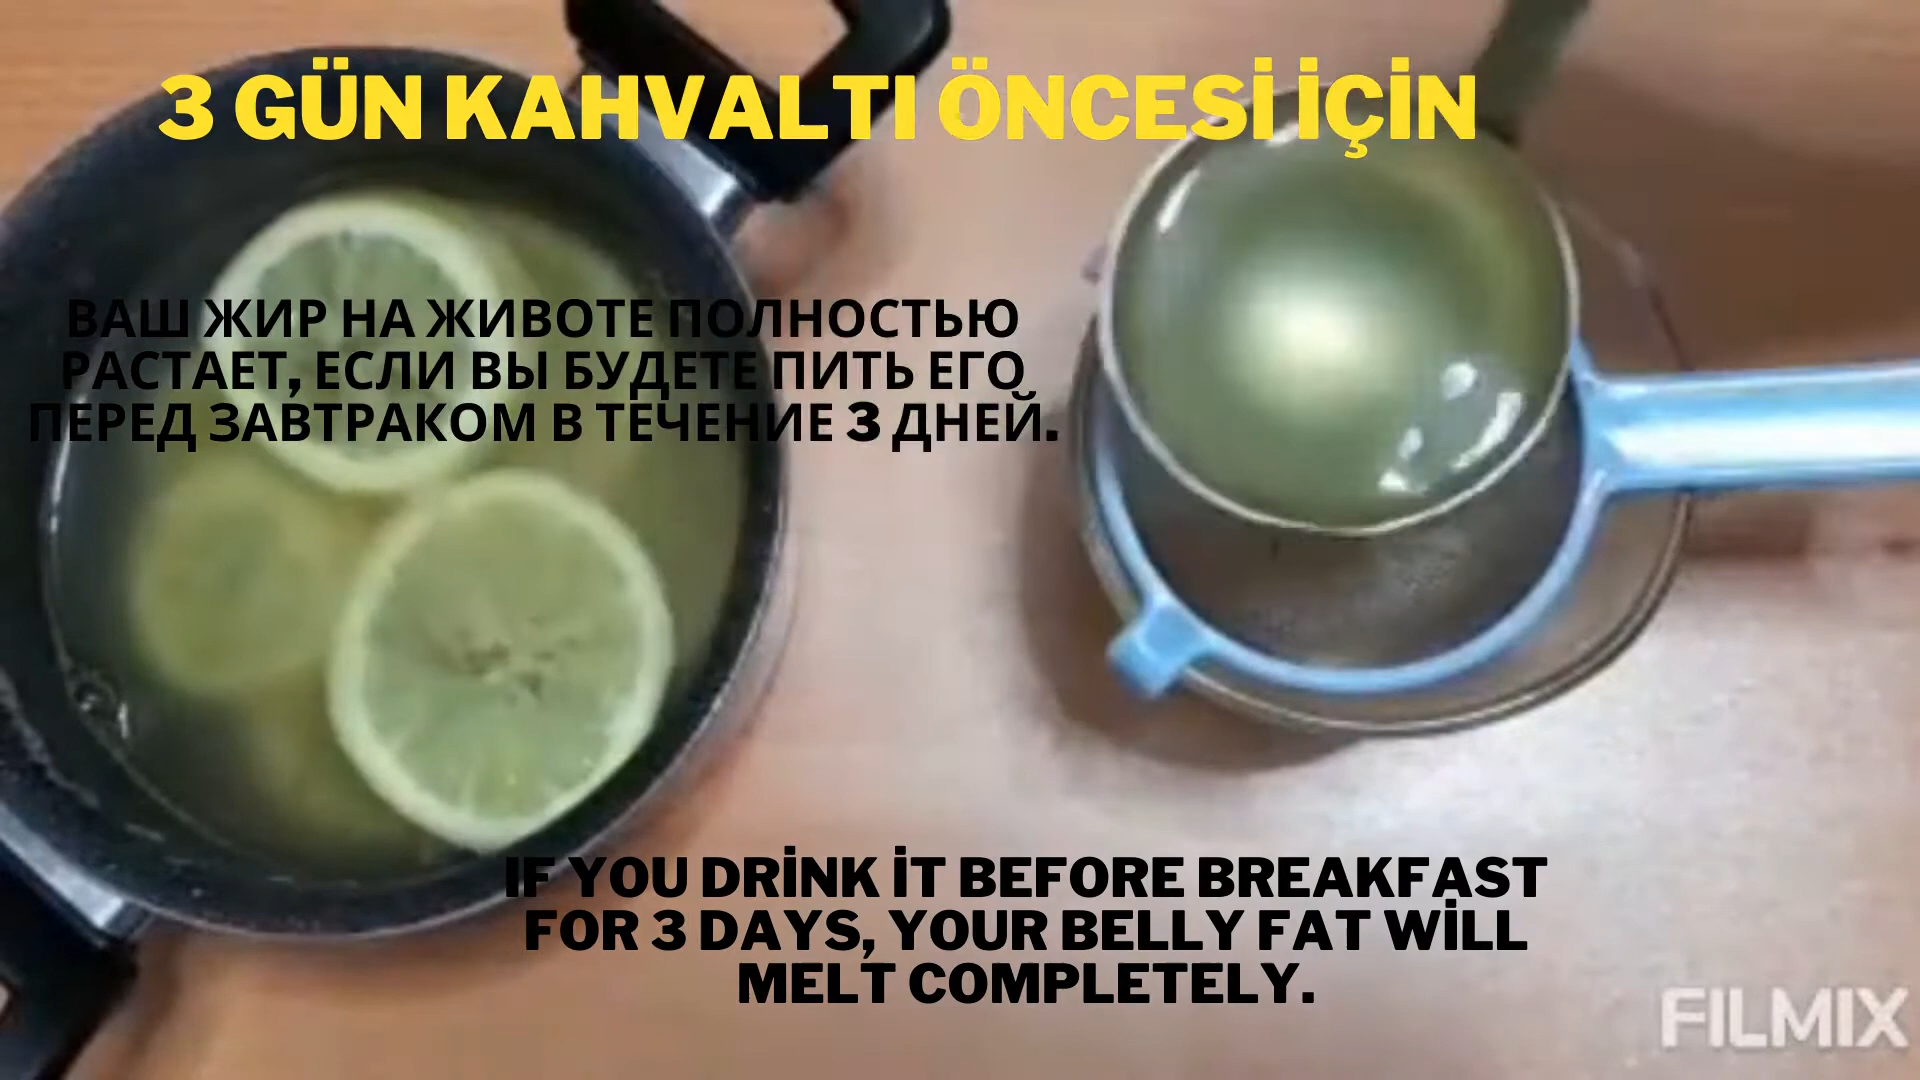 3 GÜN KAHVALTI ÖNCESİ İÇİN
ВАШ ЖИР НА ЖИВОТЕ ПОЛНОСТЬЮ
РАСТАЕТ, ЕСЛИ ВЫ БУДЕТЕ ПИТЬ ЕГО
ПЕРЕД ЗАВТРАКОМ В ТЕЧЕНИЕ 3 ДНЕЙ.
IF YOU DRİNK İT BEFORE BREAKFAST
FOR 3 DAYS, YOUR BELLY FAT WİLL
MELT COMPLETELY.
FILMIX